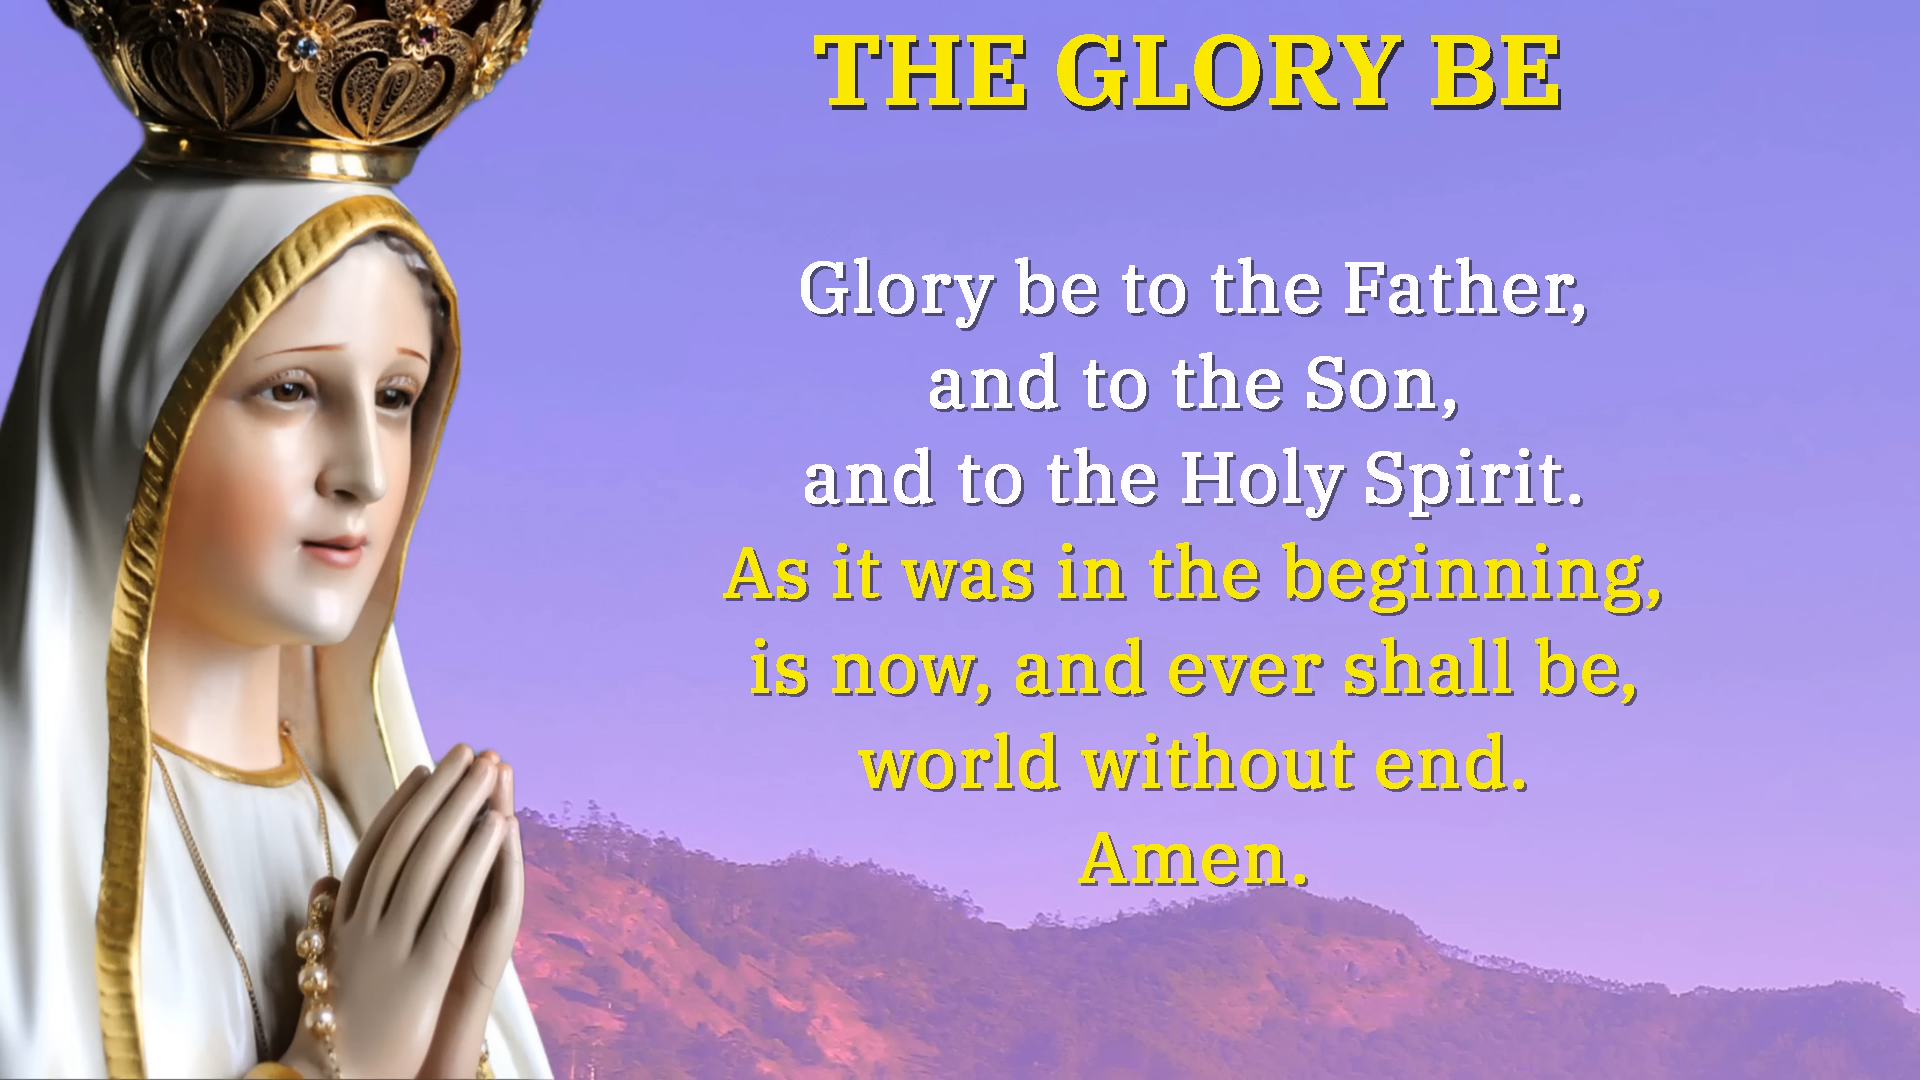 THE GLORY BE
Glory be to the Father,
and to the Son,
and to the Holy Spirit.
As it was in the beginning,
is now, and ever shall be,
world without end.
Amen.